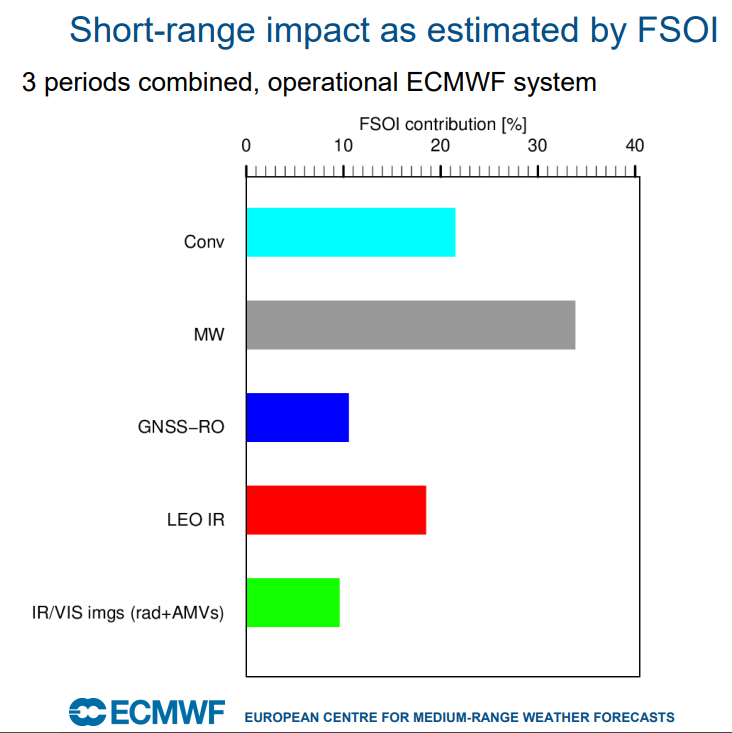 Short-range impact as estimated by FSOI
3 periods combined, operational ECMWF system
FSOI contribution [%]
0 10 20 30 40
Conv
MW
GNSS−RO
LEO IR
IR/VIS imgs (rad+AMVs)
ECMWF EUROPEAN CENTRE FOR MEDIUM-RANGE WEATHER FORECASTS